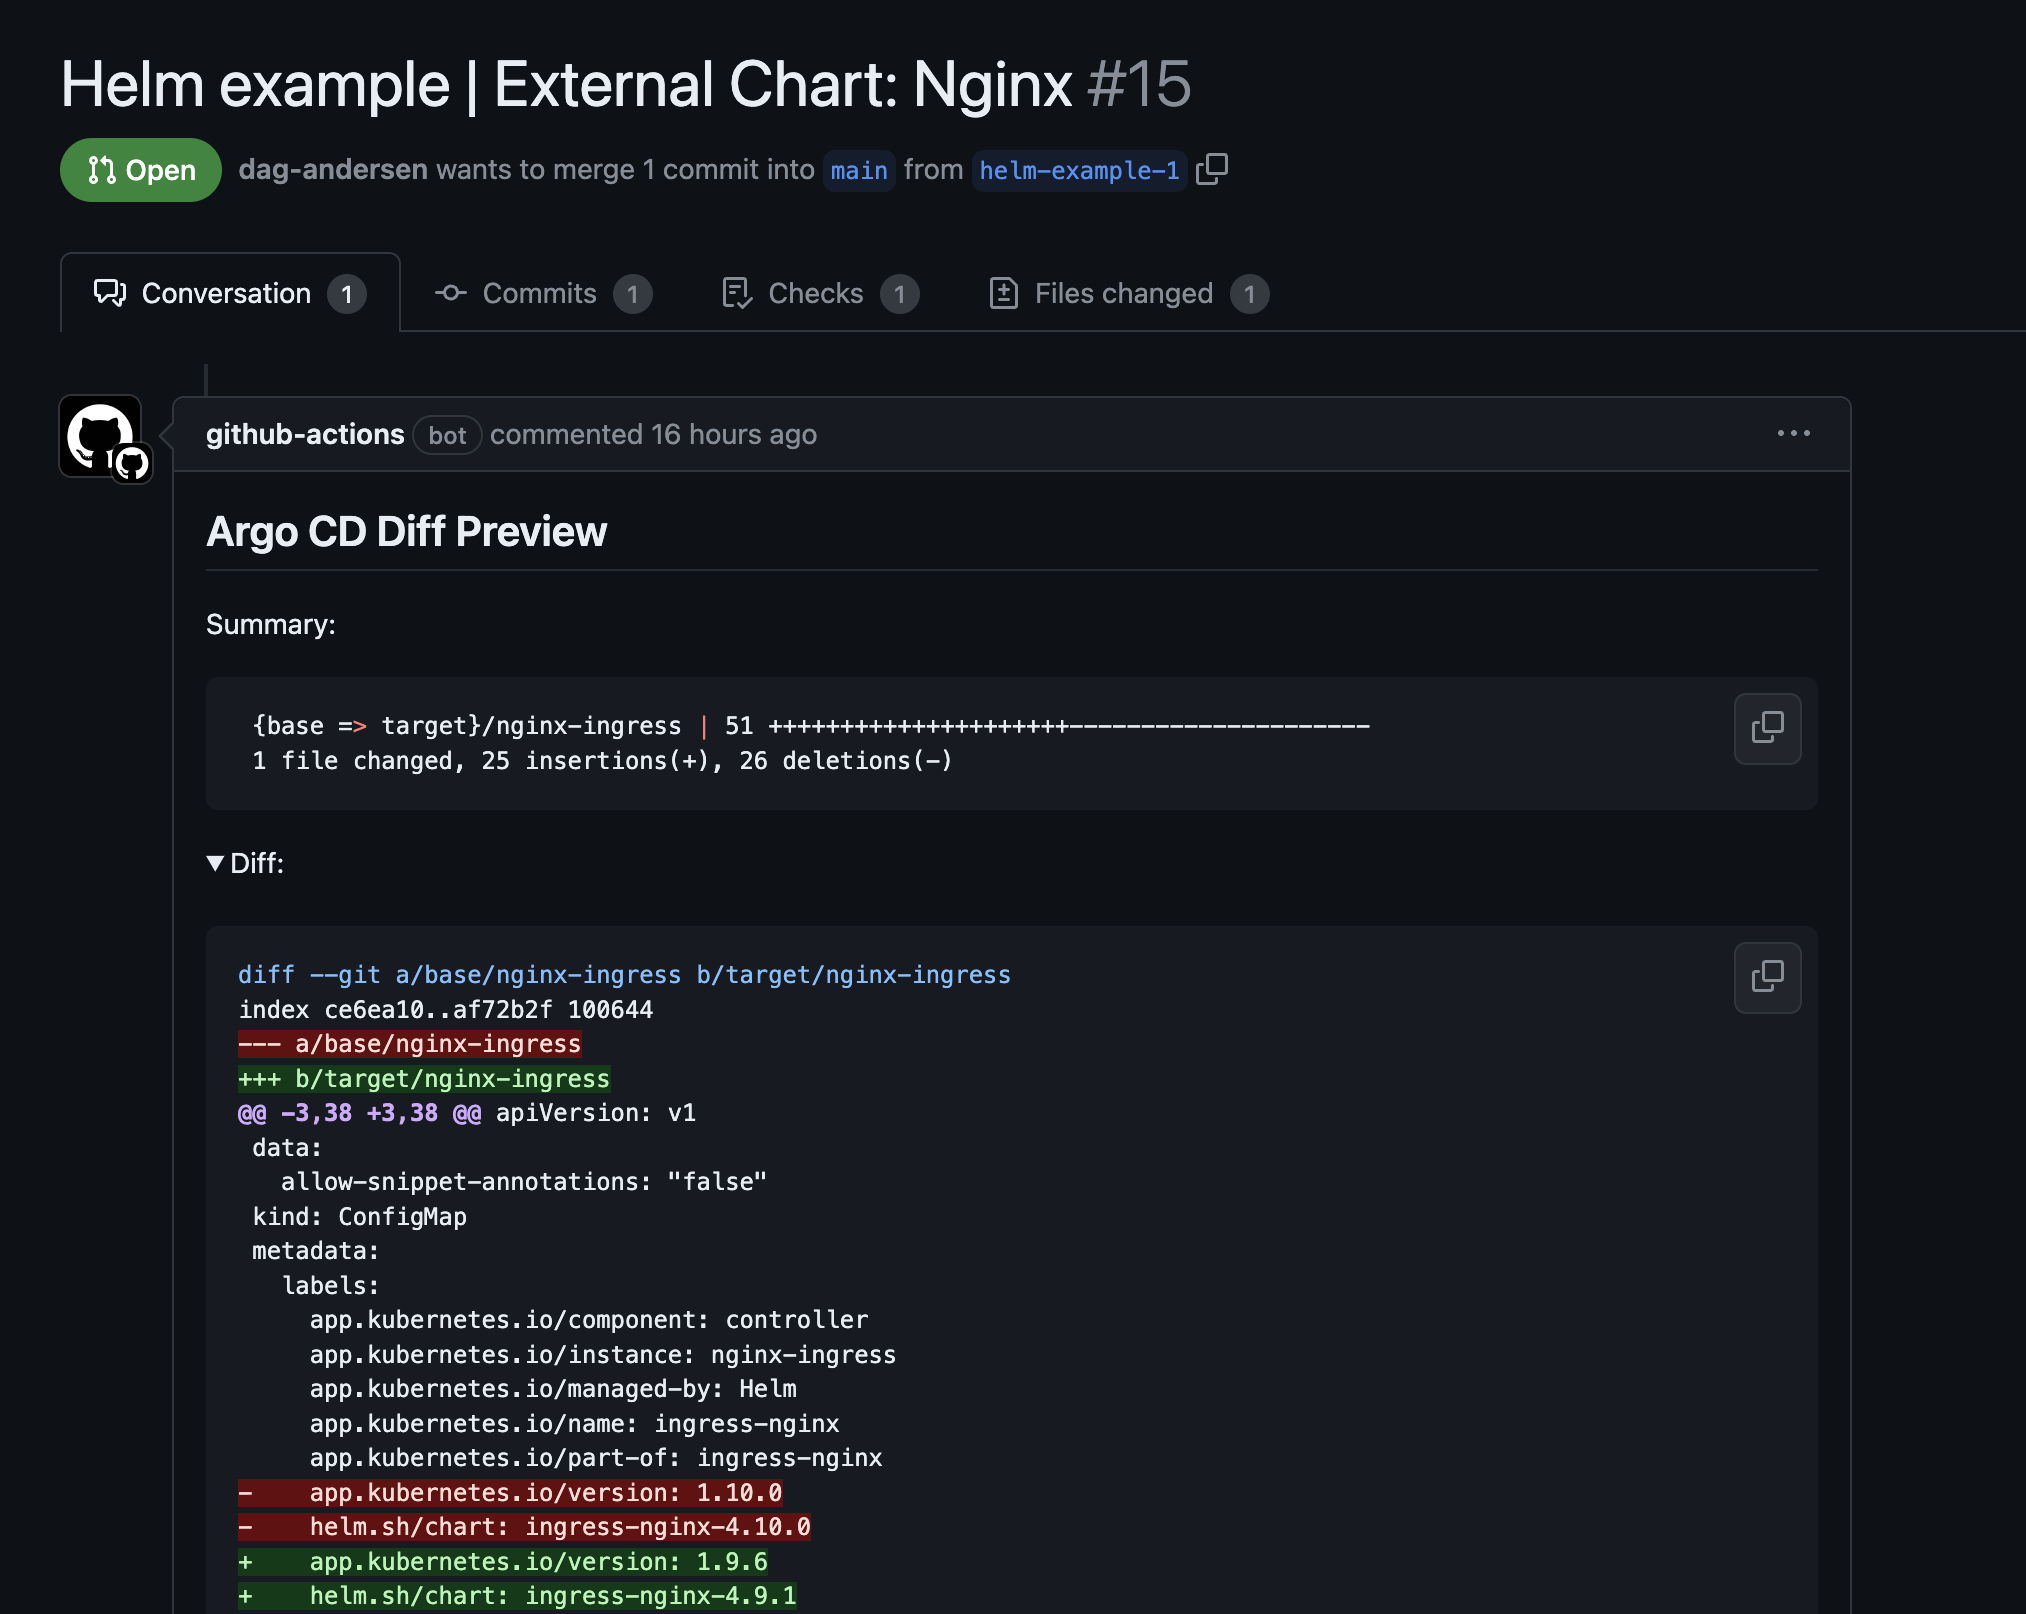 Helm example | External Chart: Nginx #15
Open dag-andersen wants to merge 1 commit into main from helm-example-1
Conversation 1 Commits 1 Checks 1 Files changed 1
github-actions bot commented 16 hours ago
Argo CD Diff Preview
Summary:
{base => target}/nginx-ingress | 51 +++++++++++++++++++++---------------------
1 file changed, 25 insertions(+), 26 deletions(-)
▼ Diff:
diff --git a/base/nginx-ingress b/target/nginx-ingress
index ce6ea10..af72b2f 100644
--- a/base/nginx-ingress
+++ b/target/nginx-ingress
@@ -3,38 +3,38 @@ apiVersion: v1
 data:
   allow-snippet-annotations: "false"
 kind: ConfigMap
 metadata:
   labels:
     app.kubernetes.io/component: controller
     app.kubernetes.io/instance: nginx-ingress
     app.kubernetes.io/managed-by: Helm
     app.kubernetes.io/name: ingress-nginx
     app.kubernetes.io/part-of: ingress-nginx
-    app.kubernetes.io/version: 1.10.0
-    helm.sh/chart: ingress-nginx-4.10.0
+    app.kubernetes.io/version: 1.9.6
+    helm.sh/chart: ingress-nginx-4.9.1